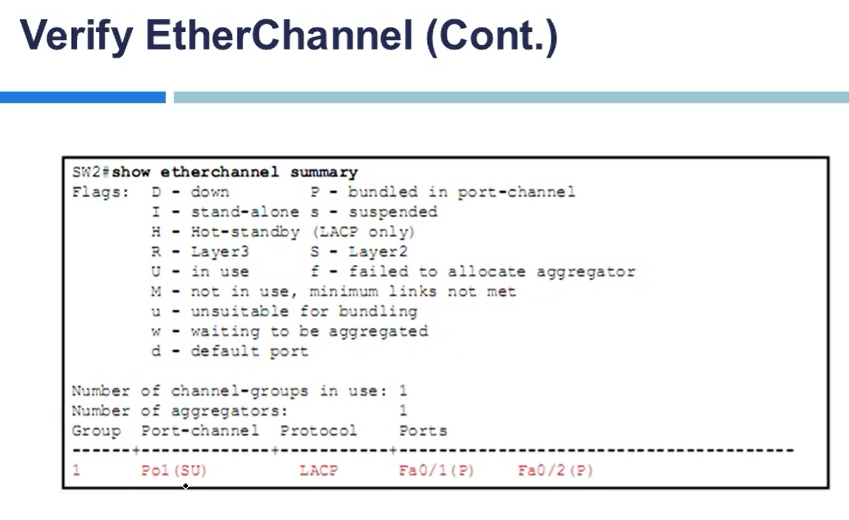 Verify EtherChannel (Cont.)
SW2#show etherchannel summary
Flags: D - down P - bundled in port-channel
I - stand-alone s - suspended
H - Hot-standby (LACP only)
R - Layer3 S - Layer2
U - in use f - failed to allocate aggregator
M - not in use, minimum links not met
u - unsuitable for bundling
w - waiting to be aggregated
d - default port
Number of channel-groups in use: 1
Number of aggregators: 1
Group Port-channel Protocol Ports
------+-------------+-----------+----------------------------------------
1 Po1(SU) LACP Fa0/1(P) Fa0/2(P)